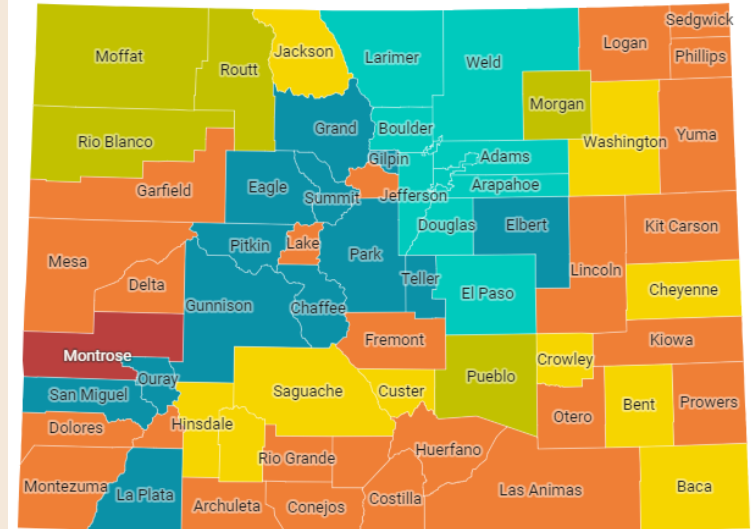 Sedgwick
Logan
Jackson
Moffat
Larimer
Weld
Phillips
Routt
Morgan
Grand
Boulder
Yuma
Rio Blanco
Washington
Gilpin
Adams
Eagle
Garfield
Summit
Jefferson
Arapahoe
Douglas
Elbert
Kit Carson
Pitkin
Lake
Park
Mesa
Lincoln
Teller
Delta
El Paso
Cheyenne
Gunnison
Chaffee
Fremont
Kiowa
Montrose
Crowley
Ouray
Pueblo
San Miguel
Saguache
Custer
Bent
Prowers
Otero
Hinsdale
Dolores
Huerfano
Rio Grande
Montezuma
La Plata
Costilla
Las Animas
Baca
Archuleta
Conejos